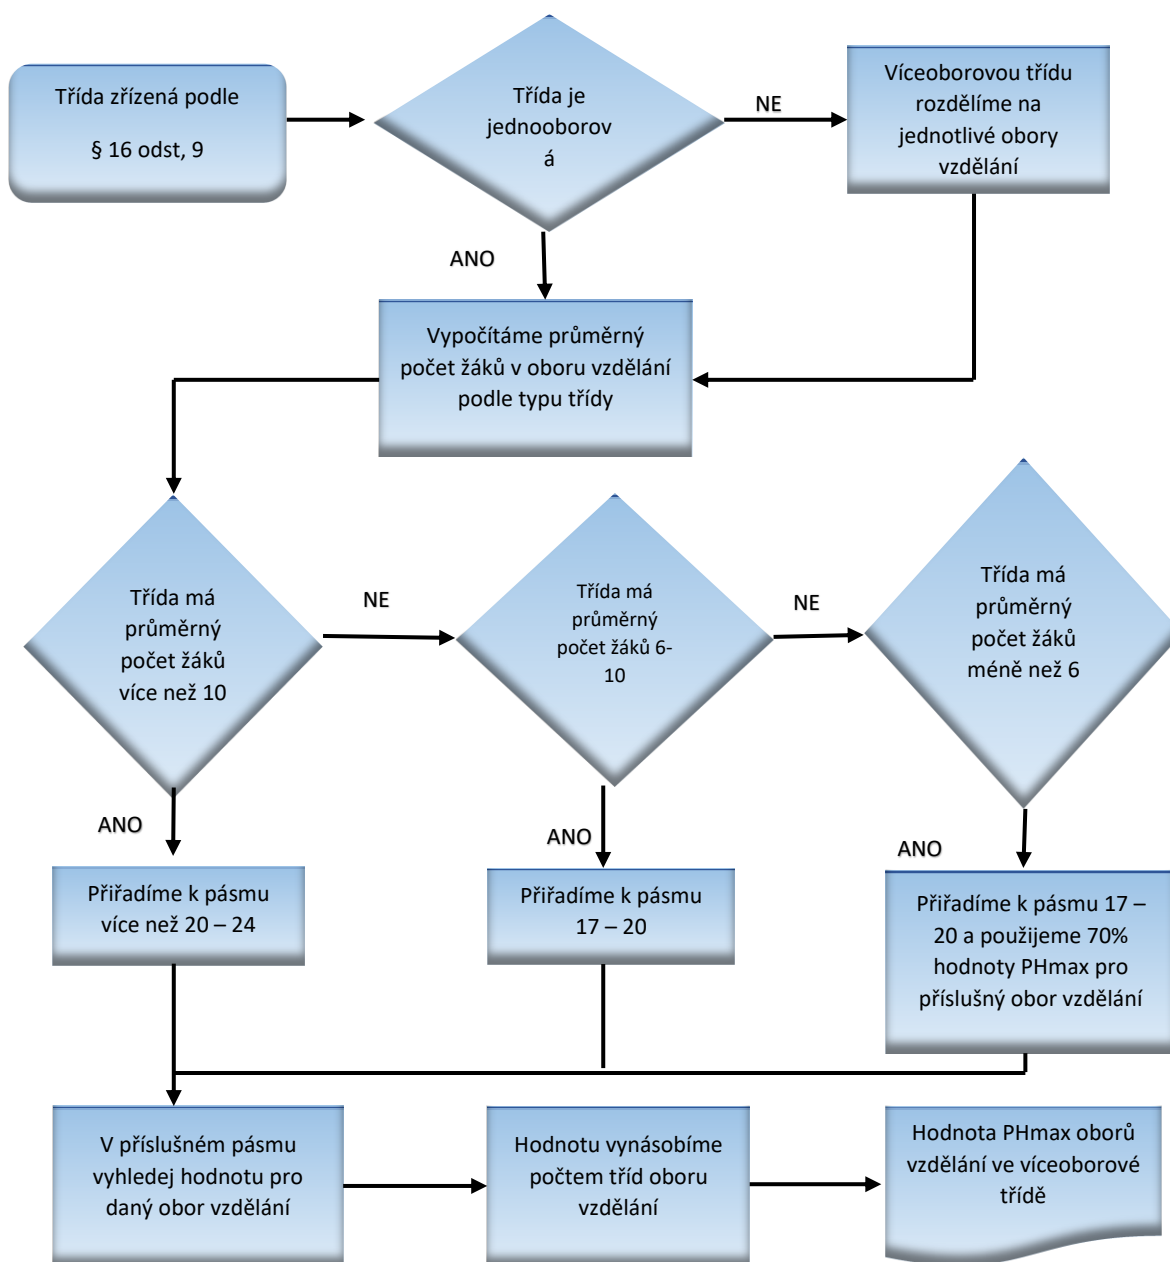 Třída zřízená podle
§ 16 odst, 9
Třída je
jednooborov
á
NE
Víceoborovou třídu
rozdělíme na
jednotlivé obory
vzdělání
ANO
Vypočítáme průměrný
počet žáků v oboru vzdělání
podle typu třídy
Třída má
průměrný
počet žáků
více než 10
NE
Třída má
průměrný
počet žáků 6-
10
NE
Třída má
průměrný
počet žáků
méně než 6
ANO
ANO
ANO
Přiřadíme k pásmu
více než 20 – 24
Přiřadíme k pásmu
17 – 20
Přiřadíme k pásmu 17 –
20 a použijeme 70%
hodnoty PHmax pro
příslušný obor vzdělání
V příslušném pásmu
vyhledej hodnotu pro
daný obor vzdělání
Hodnotu vynásobíme
počtem tříd oboru
vzdělání
Hodnota PHmax oborů
vzdělání ve víceoborové
třídě